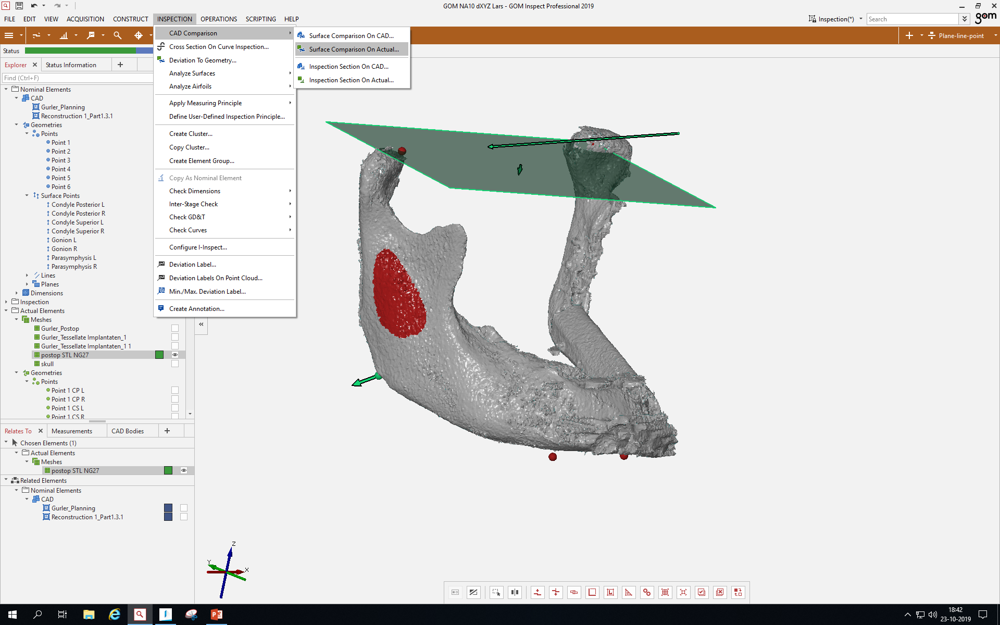 GOM NA10 dXYZ Lars - GOM Inspect Professional 2019
FILE EDIT VIEW ACQUISITION CONSTRUCT INSPECTION OPERATIONS SCRIPTING HELP
Inspection(*)
Search
gom
Plane-line-point
Status
Explorer
Status Information
Find (Ctrl+F)
Nominal Elements
CAD
Gurler_Planning
Reconstruction 1_Part1.3.1
Geometries
Points
Point 1
Point 2
Point 3
Point 4
Point 5
Point 6
Surface Points
Condyle Posterior L
Condyle Posterior R
Condyle Superior L
Condyle Superior R
Gonion L
Gonion R
Parasymphysis L
Parasymphysis R
Lines
Planes
Dimensions
Inspection
Actual Elements
Meshes
Gurler_Postop
Gurler_Tessellate Implantaten_1
Gurler_Tessellate Implantaten_1 1
postop STL NG27
skull
Geometries
Points
Point 1 CP L
Point 1 CP R
Point 1 CS L
Point 1 CS R
CAD Comparison
Cross Section On Curve Inspection...
Deviation To Geometry...
Analyze Surfaces
Analyze Airfoils
Apply Measuring Principle
Define User-Defined Inspection Principle...
Create Cluster...
Copy Cluster...
Create Element Group...
Copy As Nominal Element
Check Dimensions
Inter-Stage Check
Check GD&T
Check Curves
Configure I-Inspect...
Deviation Label...
Deviation Labels On Point Cloud...
Min./Max. Deviation Label...
Create Annotation...
Surface Comparison On CAD...
Surface Comparison On Actual...
Inspection Section On CAD...
Inspection Section On Actual...
Relates To
Measurements
CAD Bodies
Chosen Elements (1)
Actual Elements
Meshes
postop STL NG27
Related Elements
Nominal Elements
CAD
Gurler_Planning
Reconstruction 1_Part1.3.1
Z
Y
X
18:42
23-10-2019